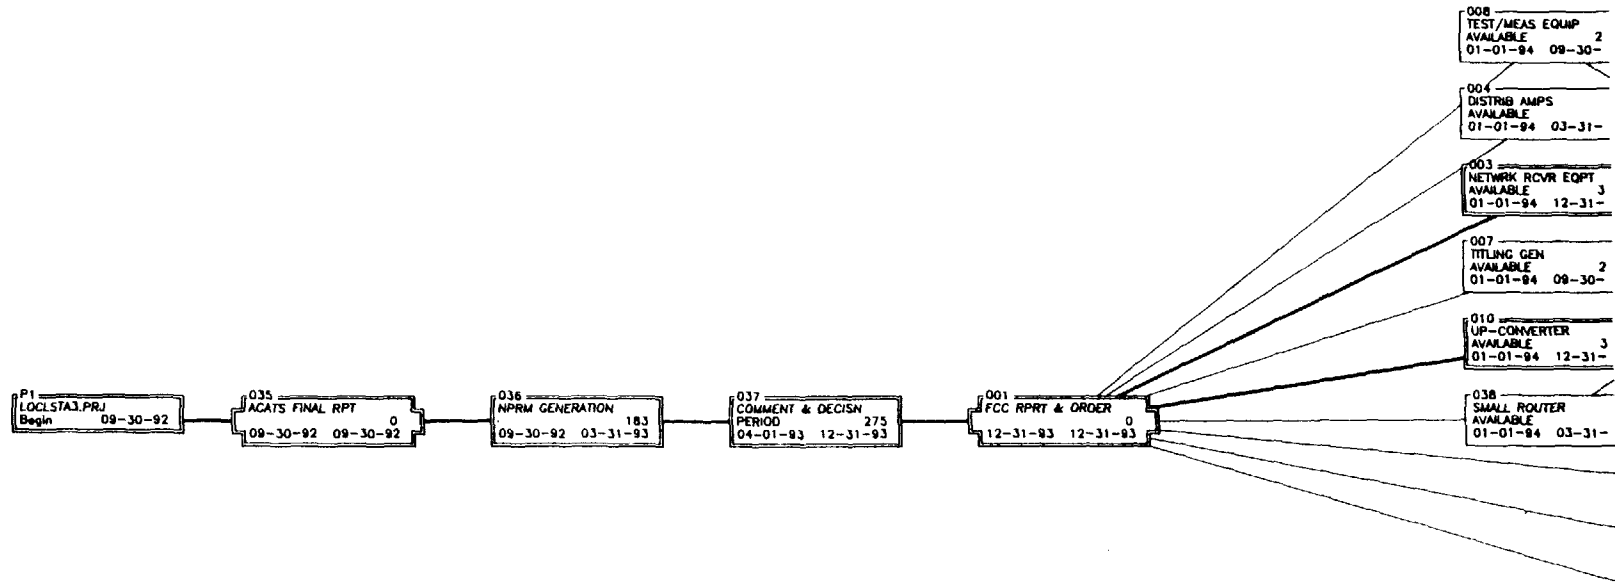 P1
LOCLSTA3.PRJ
Begin 09-30-92
035
ACATS FINAL RPT
0
09-30-92 09-30-92
036
NPRM GENERATION
183
09-30-92 03-31-93
037
COMMENT & DECISN
PERIOD 275
04-01-93 12-31-93
001
FCC RPRT & ORDER
0
12-31-93 12-31-93
008
TEST/MEAS EQUIP
AVAILABLE 2
01-01-94 09-30-
004
DISTRIB AMPS
AVAILABLE
01-01-94 03-31-
003
NETWRK RCVR EQPT
AVAILABLE 3
01-01-94 12-31-
007
TITLING GEN
AVAILABLE 2
01-01-94 09-30-
010
UP-CONVERTER
AVAILABLE 3
01-01-94 12-31-
038
SMALL ROUTER
AVAILABLE
01-01-94 03-31-